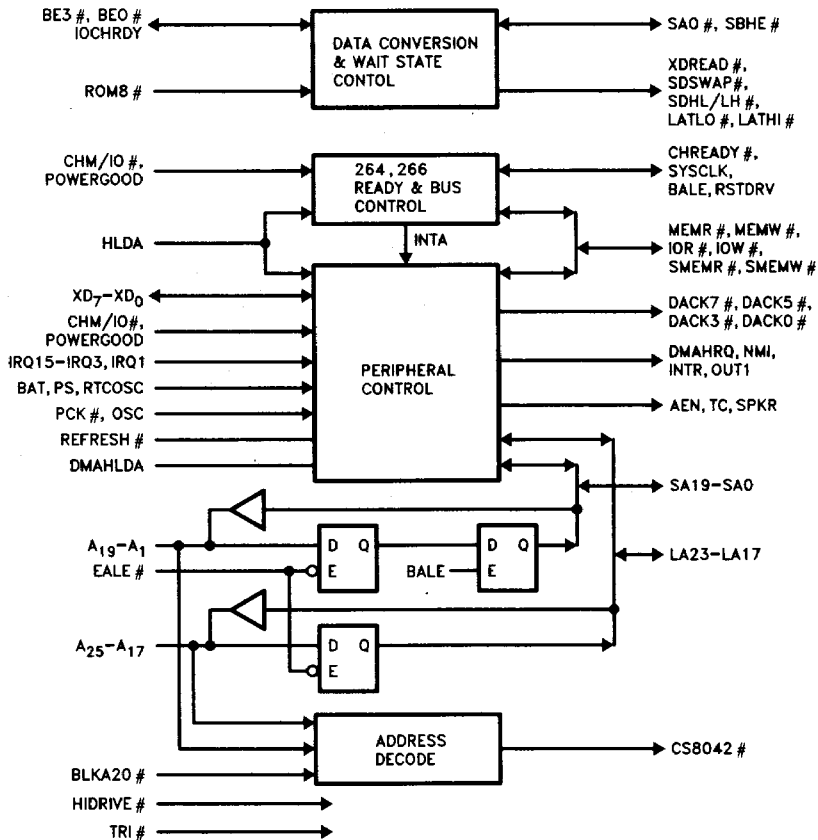 BE3 #, BE0 #
IOCHRDY
DATA CONVERSION
& WAIT STATE
CONTOL
SA0 #, SBHE #
ROM8 #
XDREAD #,
SDSWAP#,
SDHL/LH #,
LATLO #, LATHI #
CHM/IO #,
POWERGOOD
264, 266
READY & BUS
CONTROL
CHREADY #,
SYSCLK,
BALE, RSTDRV
HLDA
INTA
MEMR #, MEMW #,
IOR #, IOW #,
SMEMR #, SMEMW #
XD7-XD0
CHM/IO #,
POWERGOOD
IRQ15-IRQ3, IRQ1
BAT, PS, RTCOSC
PCK #, OSC
REFRESH #
DMAHLDA
PERIPHERAL
CONTROL
DACK7 #, DACK5 #,
DACK3 #, DACK0 #
DMAHRQ, NMI,
INTR, OUT1
AEN, TC, SPKR
SA19-SA0
A19-A1
EALE #
D Q
E
BALE
D Q
E
LA23-LA17
A25-A17
D Q
E
ADDRESS
DECODE
CS8042 #
BLKA20 #
HIDRIVE #
TRI #